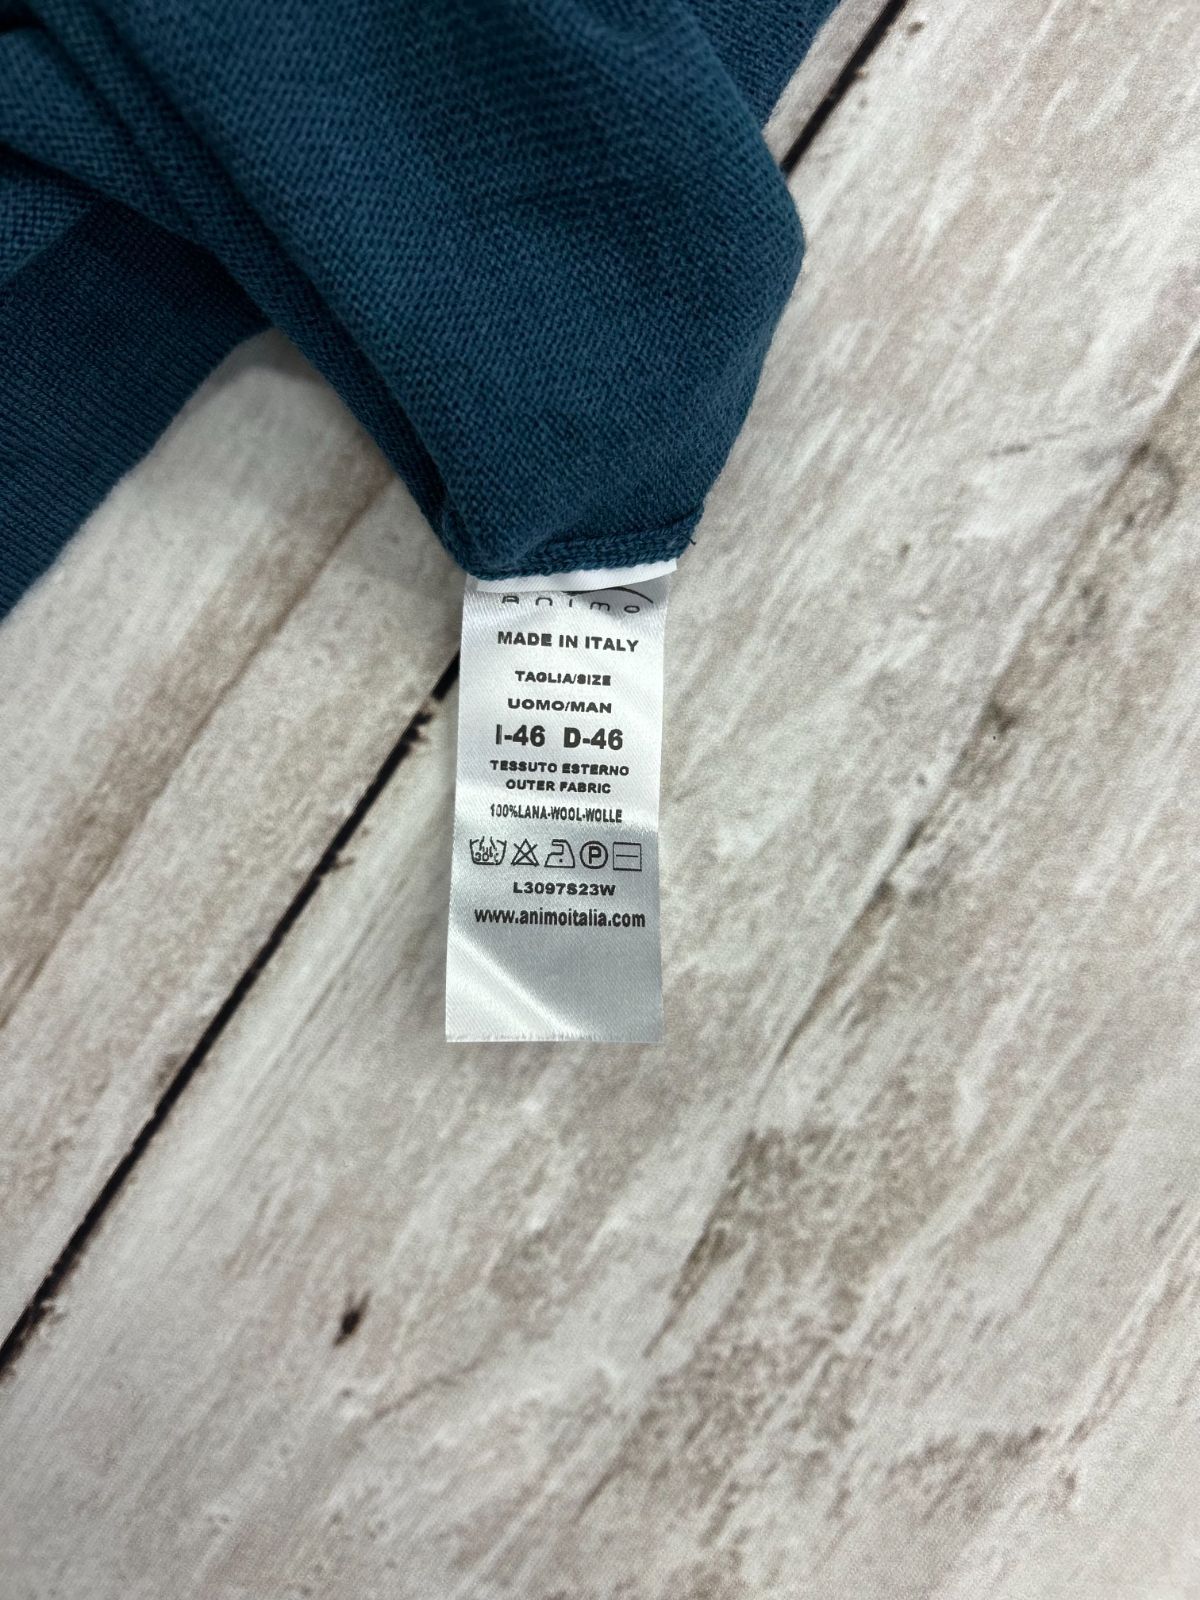 Animo
MADE IN ITALY
TAGLIA/SIZE
UOMO/MAN
I-46 D-46
TESSUTO ESTERNO
OUTER FABRIC
100%LANA-WOOL-WOLLE
30 P
L3097S23W
www.animoitalia.com